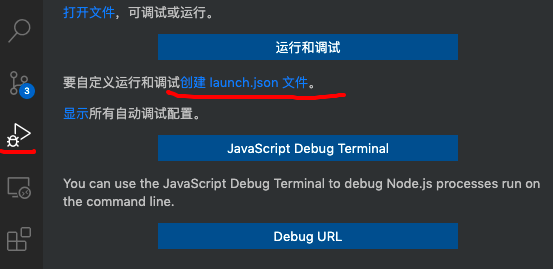 打开文件，可调试或运行。
运行和调试
要自定义运行和调试创建 launch.json 文件。
3
显示所有自动调试配置。
JavaScript Debug Terminal
You can use the JavaScript Debug Terminal to debug Node.js processes run on
the command line.
Debug URL